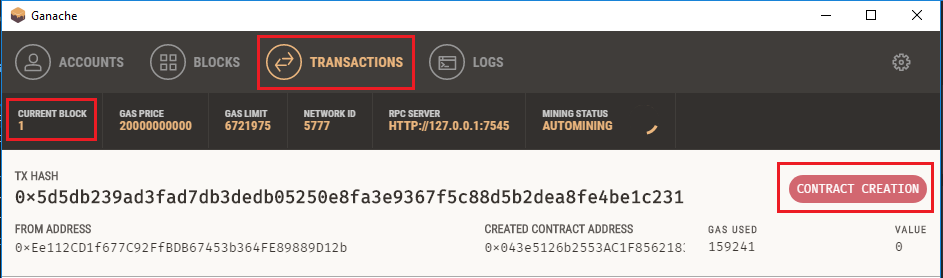 Ganache
ACCOUNTS BLOCKS TRANSACTIONS LOGS
CURRENT BLOCK GAS PRICE GAS LIMIT NETWORK ID RPC SERVER MINING STATUS
1 20000000000 6721975 5777 HTTP://127.0.0.1:7545 AUTOMINING
TX HASH
0×5d5db239ad3fad7db3dedb05250e8fa3e9367f5c88d5b2dea8fe4be1c231
CONTRACT CREATION
FROM ADDRESS CREATED CONTRACT ADDRESS GAS USED VALUE
0×Ee112CD1f677C92FfBDB67453b364FE89889D12b 0×043e5126b2553AC1F856218 159241 0